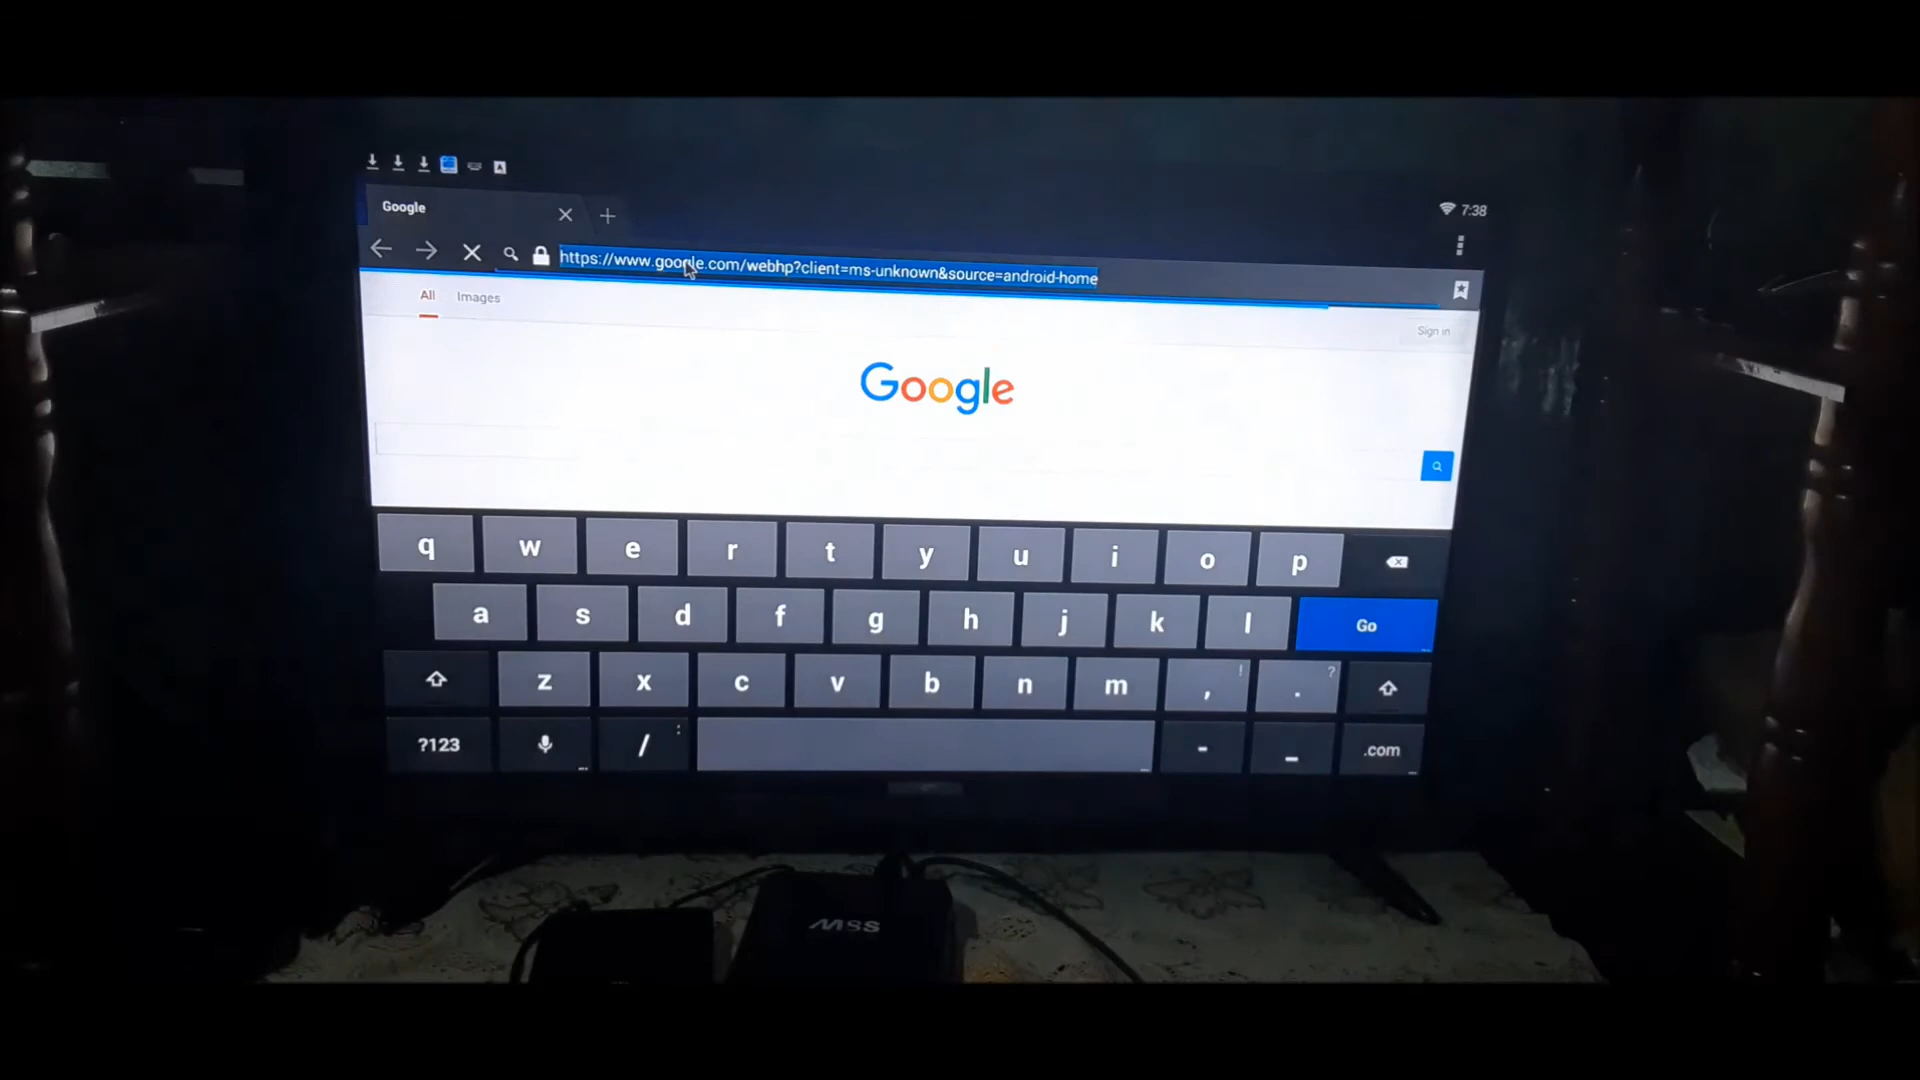 Google
7:38
https://www.google.com/webhp?client=ms-unknown&source=android-home
All Images
Sign in
Google
q w e r t y u i o p
a s d f g h j k l Go
z x c v b n m , ! . ?
?123 / : - _ .com
M8S